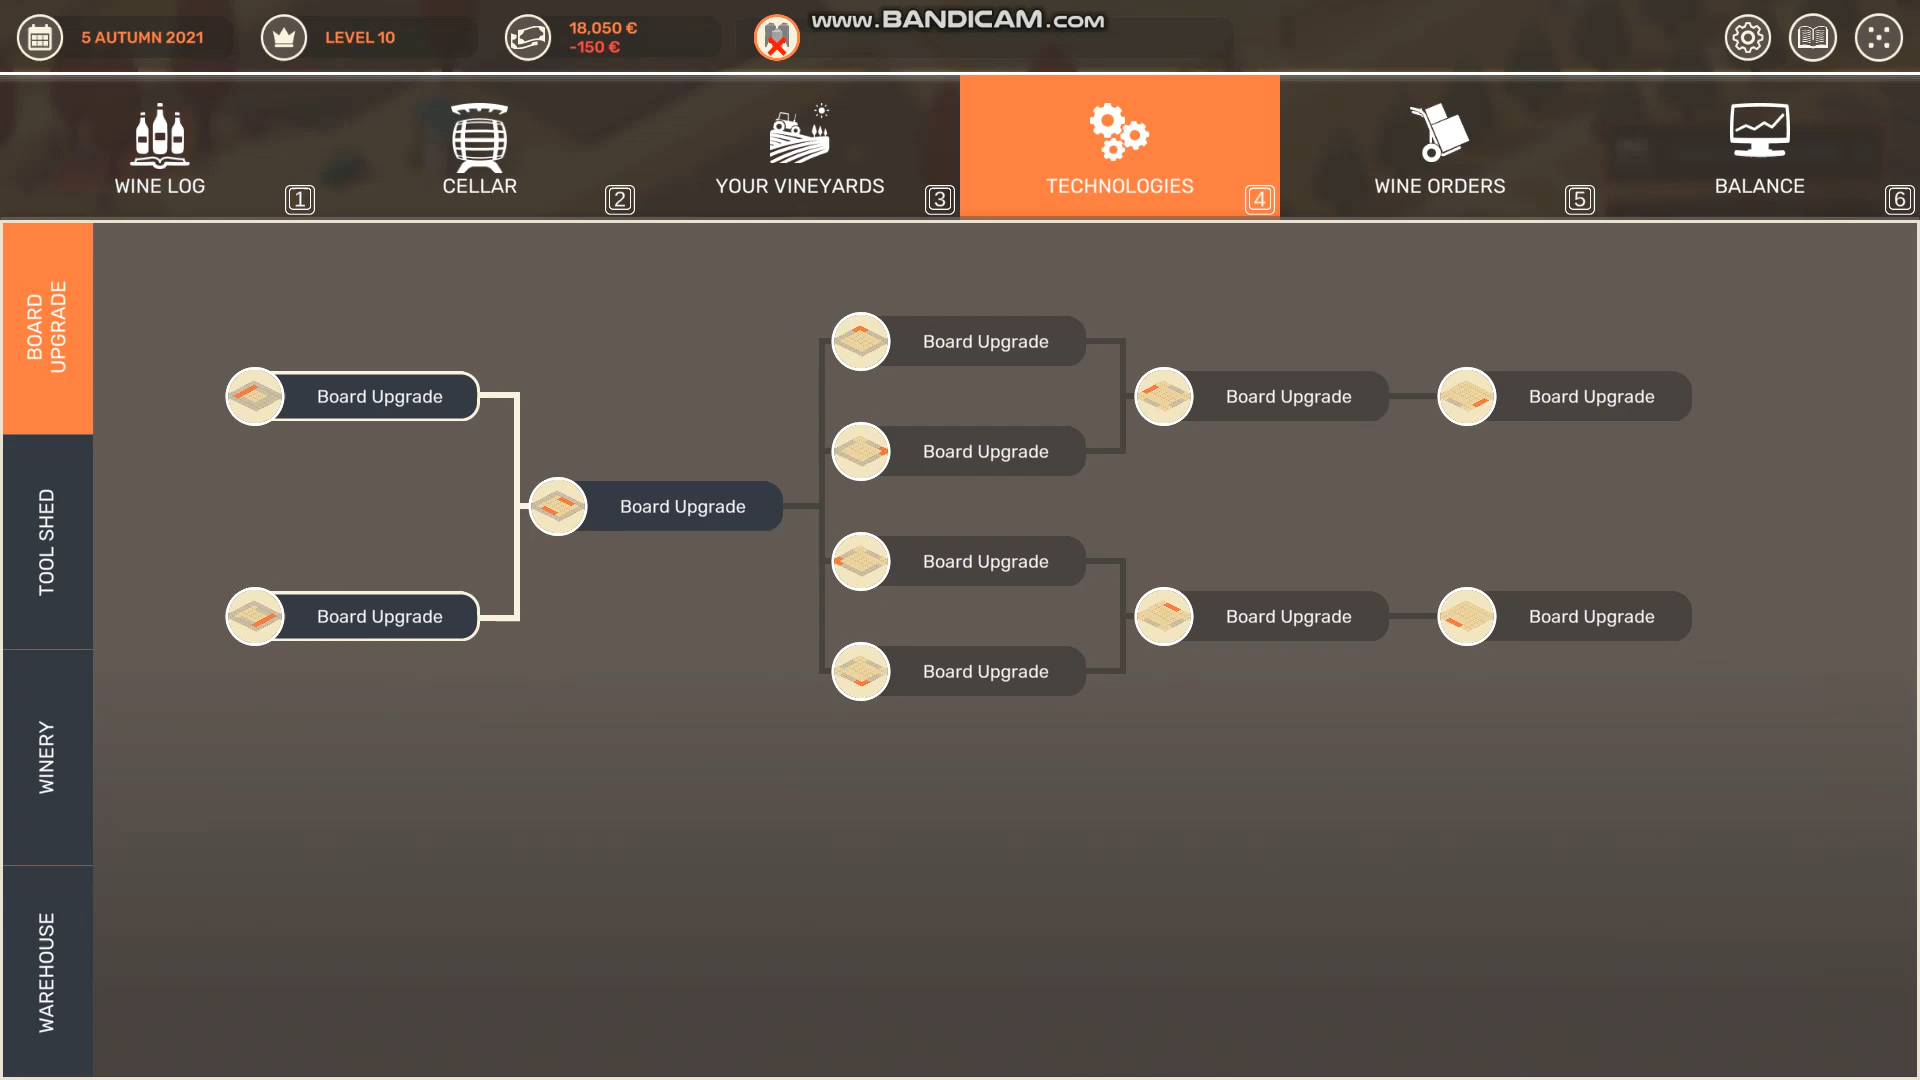 5 AUTUMN 2021
LEVEL 10
18,050 €
-150 €
www.BANDICAM.com
WINE LOG
1
CELLAR
2
YOUR VINEYARDS
3
TECHNOLOGIES
4
WINE ORDERS
5
BALANCE
6
BOARD
UPGRADE
TOOL SHED
WINERY
WAREHOUSE
Board Upgrade
Board Upgrade
Board Upgrade
Board Upgrade
Board Upgrade
Board Upgrade
Board Upgrade
Board Upgrade
Board Upgrade
Board Upgrade
Board Upgrade